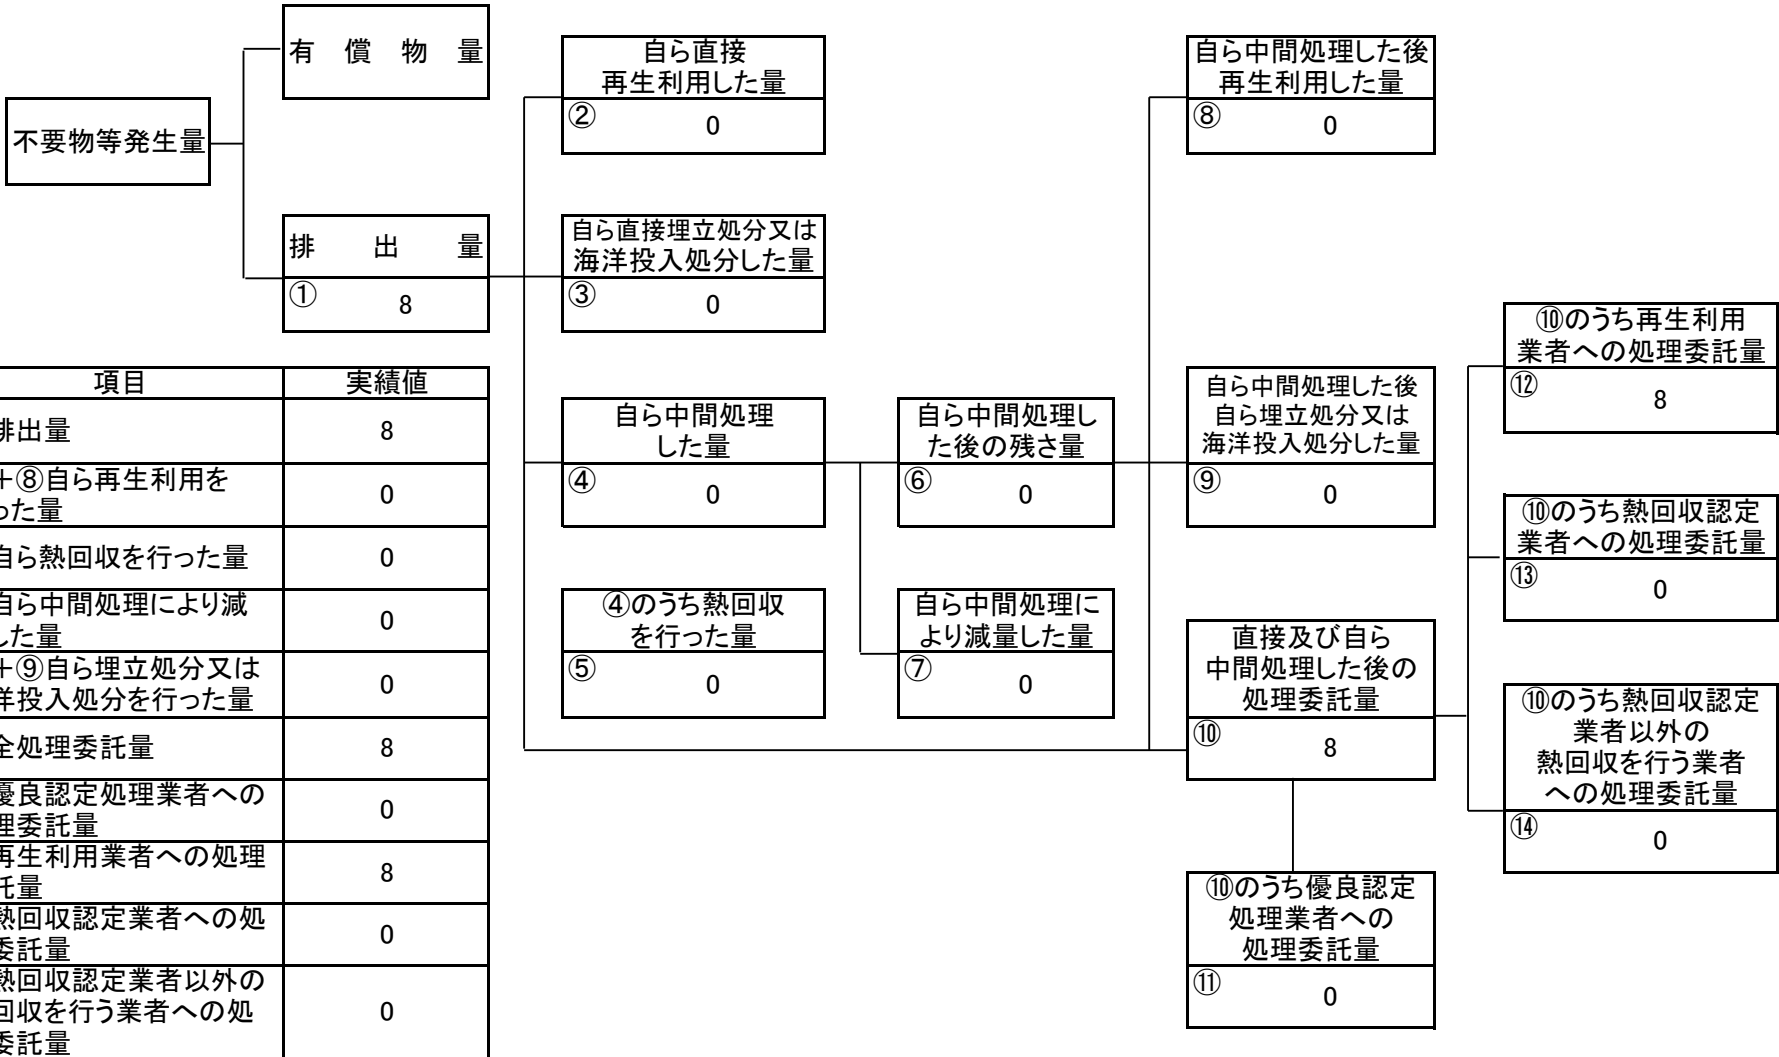 有償物量
不要物等発生量
排出量
①
8
自ら直接
再生利用した量
②
0
自ら直接埋立処分又は
海洋投入処分した量
③
0
自ら中間処理
した量
④
0
④のうち熱回収
を行った量
⑤
0
自ら中間処理し
た後の残さ量
⑥
0
自ら中間処理に
より減量した量
⑦
0
自ら中間処理した後
再生利用した量
⑧
0
自ら中間処理した後
自ら埋立処分又は
海洋投入処分した量
⑨
0
直接及び自ら
中間処理した後の
処理委託量
⑩
8
⑩のうち優良認定
処理業者への
処理委託量
⑪
0
⑩のうち再生利用
業者への処理委託量
⑫
8
⑩のうち熱回収認定
業者への処理委託量
⑬
0
⑩のうち熱回収認定
業者以外の
熱回収を行う業者
への処理委託量
⑭
0
項目 実績値
排出量 8
+⑧自ら再生利用を
った量 0
自ら熱回収を行った量 0
自ら中間処理により減
した量 0
+⑨自ら埋立処分又は
洋投入処分を行った量 0
全処理委託量 8
優良認定処理業者への
理委託量 0
再生利用業者への処理
託量 8
熱回収認定業者への処
委託量 0
熱回収認定業者以外の
回収を行う業者への処
委託量 0